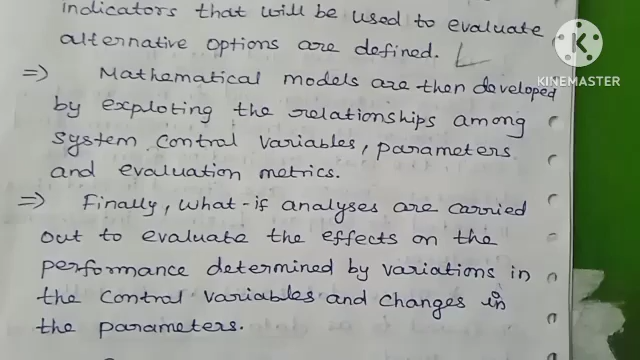 indicators that will be used to evaluate
alternative options are defined.
=> Mathematical models are then developed
by exploting the relationships among
system control variables, parameters
and evaluation metrics.
=> Finally, what-if analyses are carried
out to evaluate the effects on the
performance determined by variations in
the control variables and changes in
the parameters.
KINEMASTER